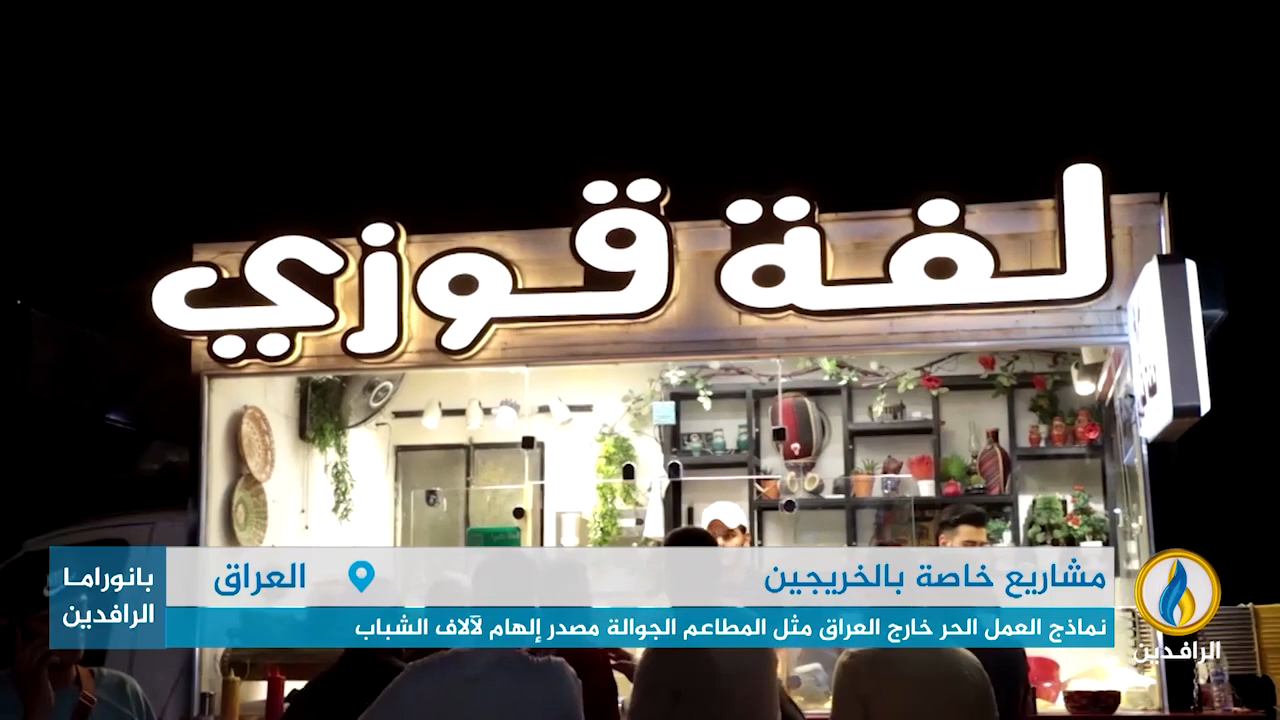 لفة قوزي
مشاريع خاصة بالخريجين
العراق
نماذج العمل الحر خارج العراق مثل المطاعم الجوالة مصدر إلهام لآلاف الشباب
بانوراما
الرافدين
الرافدين